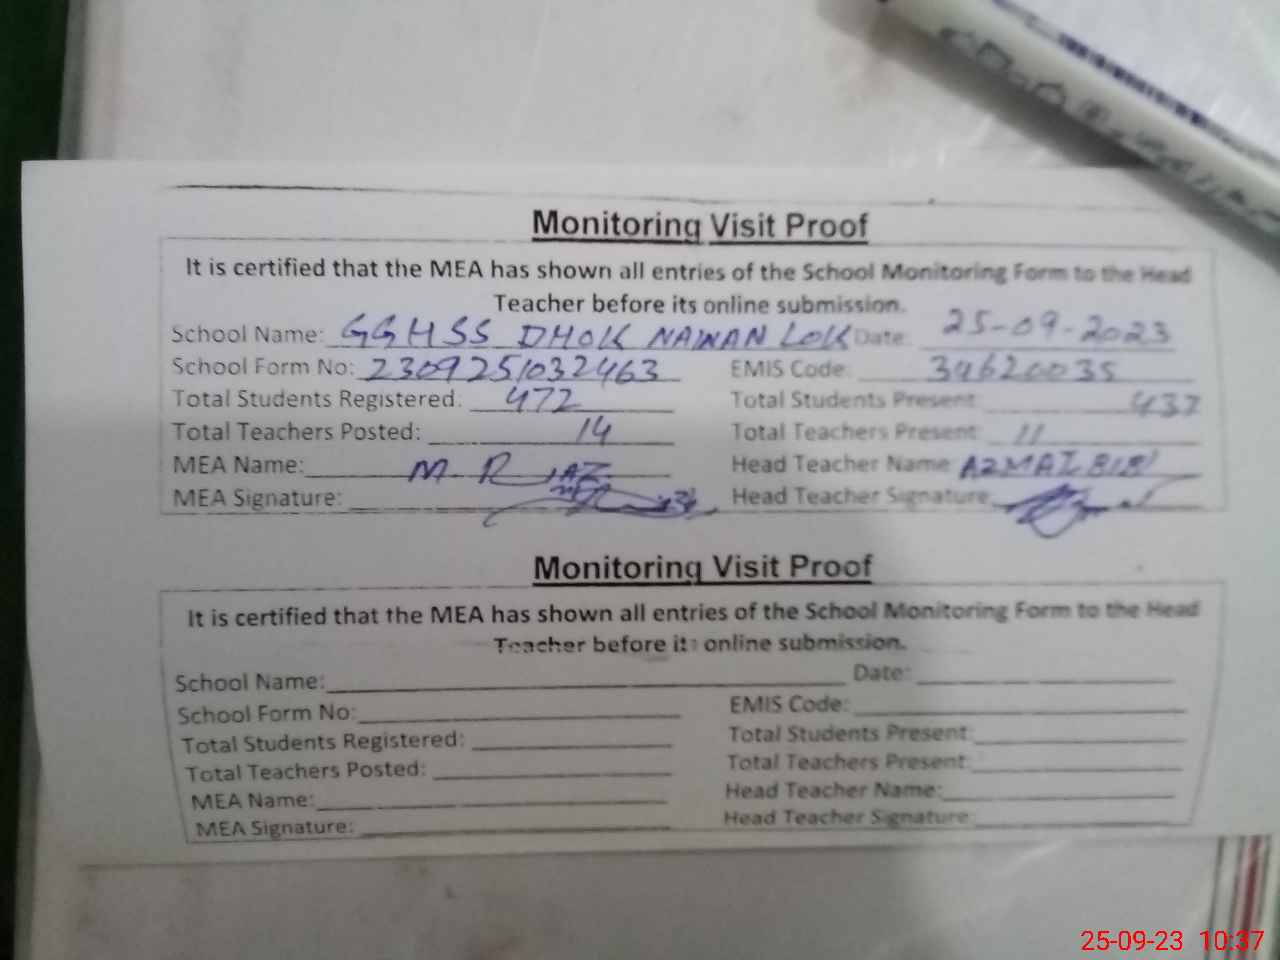 Monitoring Visit Proof
It is certified that the MEA has shown all entries of the School Monitoring Form to the Head
Teacher before its online submission.
School Name: GGHSS DHOK NAWAN LOK Date: 25-09-2023
School Form No: 2309251032463 EMIS Code: 34620035
Total Students Registered: 472 Total Students Present: 437
Total Teachers Posted: 14 Total Teachers Present: 11
MEA Name: M RIAZ Head Teacher Name: AZMAT BIBI
MEA Signature: Head Teacher Signature
Monitoring Visit Proof
It is certified that the MEA has shown all entries of the School Monitoring Form to the Head
Teacher before its online submission.
School Name: Date:
School Form No: EMIS Code:
Total Students Registered: Total Students Present:
Total Teachers Posted: Total Teachers Present:
MEA Name: Head Teacher Name:
MEA Signature: Head Teacher Signature
25-09-23 10:37